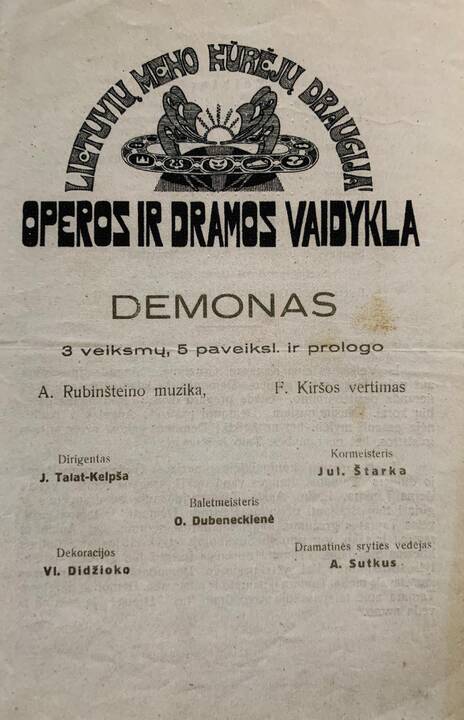 LIETUVIŲ MENO KŪRĖJŲ DRAUGIJA
OPEROS IR DRAMOS VAIDYKLA
DEMONAS
3 veiksmų, 5 paveiksl. ir prologo
A. Rubinšteino muzika, F. Kiršos vertimas
Dirigentas
J. Talat-Kelpša
Kormeisteris
Jul. Štarka
Baletmeisteris
O. Dubeneckienė
Dekoracijos
Vl. Didžioko
Dramatinės sryties vedėjas
A. Sutkus